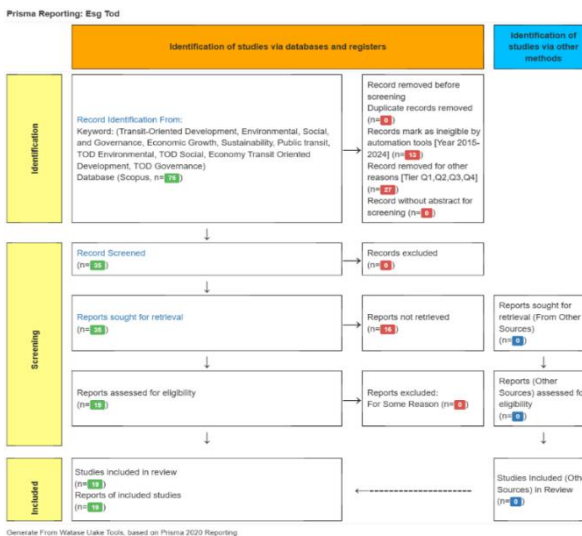 Prisma Reporting: Esg Tod
Identification of studies via databases and registers
Identification of
studies via other
methods
Identification
Record Identification From:
Keyword: (Transit-Oriented Development, Environmental, Social,
and Governance, Economic Growth, Sustainability, Public transit,
TOD Environmental, TOD Social, Economy Transit Oriented
Development, TOD Governance)
Database (Scopus, n=75)
Record removed before
screening
Duplicate records removed
(n=0)
Records mark as ineligible by
automation tools [Year 2015-
2024] (n=13)
Record removed for other
reasons [Tier Q1,Q2,Q3,Q4]
(n=27)
Record without abstract for
screening (n=0)
Screening
Record Screened
(n=35)
Records excluded
(n=0)
Reports sought for retrieval
(n=35)
Reports not retrieved
(n=16)
Reports sought for
retrieval (From Other
Sources)
(n=0)
Reports assessed for eligibility
(n=19)
Reports excluded:
For Some Reason (n=0)
Reports (Other
Sources) assessed for
eligibility
(n=0)
Included
Studies included in review
(n=19)
Reports of included studies
(n=19)
Studies Included (Othe
Sources) in Review
(n=0)
Generate From Watase Uake Tools, based on Prisma 2020 Reporting